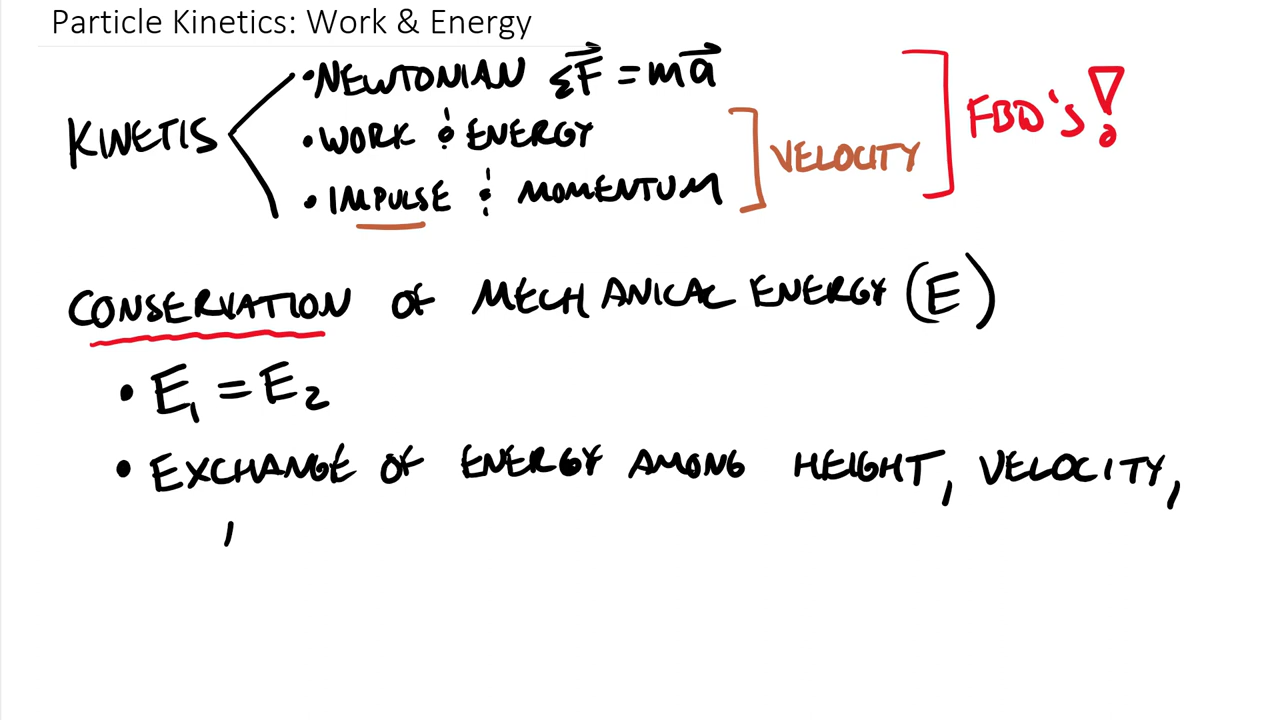 Particle Kinetics: Work & Energy
• NEWTONIAN ΣF⃗ = ma⃗
KINETIS
• WORK & ENERGY
• IMPULSE & MOMENTUM
VELOCITY
FBD'S!
CONSERVATION OF MECHANICAL ENERGY (E)
• E₁ = E₂
• EXCHANGE OF ENERGY AMONG HEIGHT, VELOCITY,